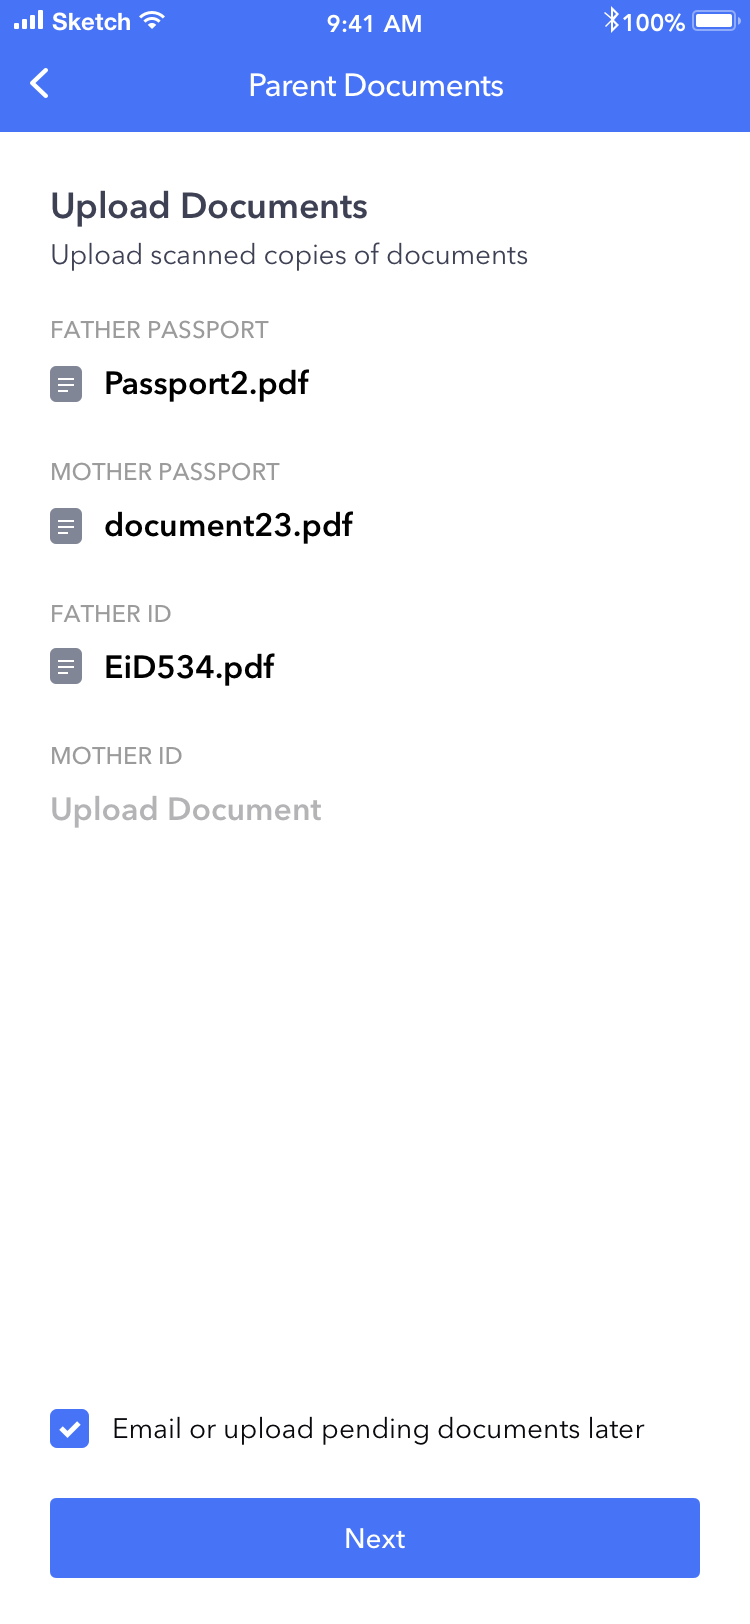 Sketch 9:41 AM 100%
Parent Documents
Upload Documents
Upload scanned copies of documents
FATHER PASSPORT
Passport2.pdf
MOTHER PASSPORT
document23.pdf
FATHER ID
EiD534.pdf
MOTHER ID
Upload Document
Email or upload pending documents later
Next